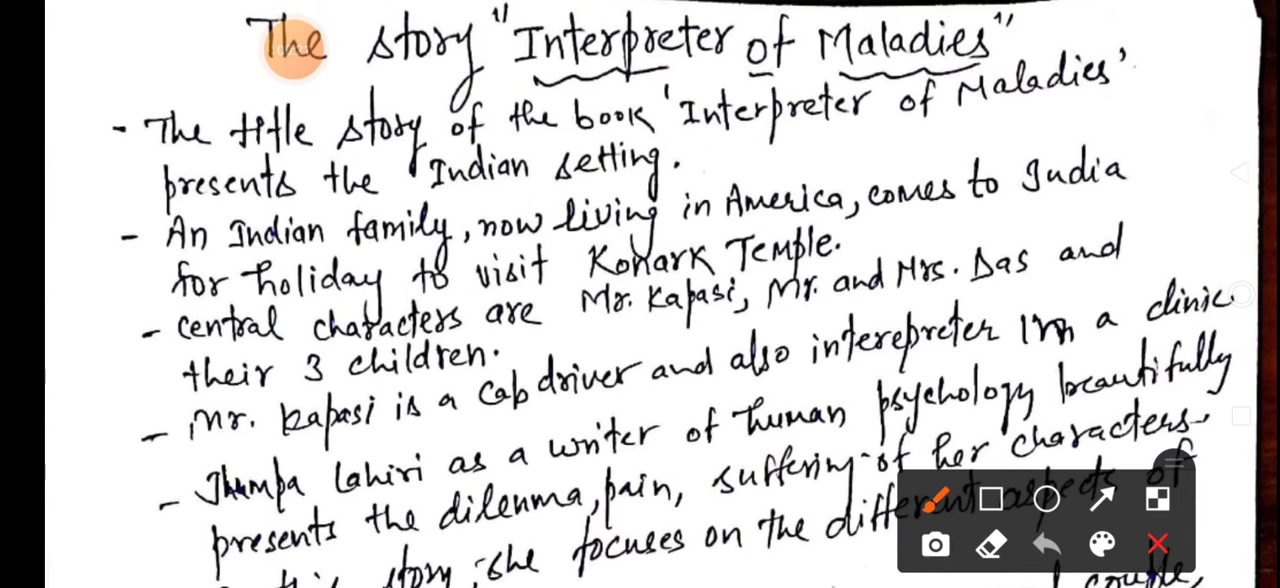 The story "Interpreter of Maladies"
- The title story of the book 'Interpreter of Maladies'
presents the Indian setting.
- An Indian family, now living in America, comes to India
for holiday to visit Konark Temple.
- Central characters are Mr. Kapasi, Mr. and Mrs. Das and
their 3 children.
- Mr. Kapasi is a cab driver and also interepreter in a clinic.
- Jhumpa Lahiri as a writer of human psychology beautifully
presents the dilemma, pain, suffering of her characters.
story, she focuses on the different aspects of
couple,